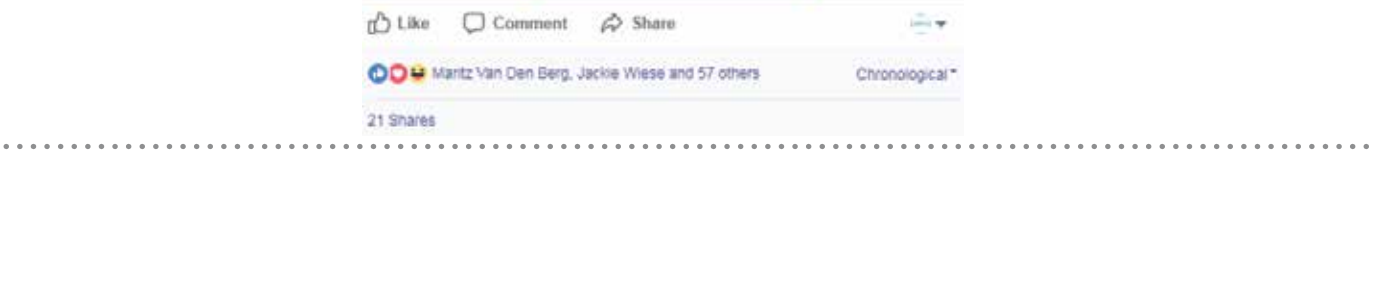 Like Comment Share
Maritz Van Den Berg, Jackie Wiese and 57 others Chronological
21 Shares